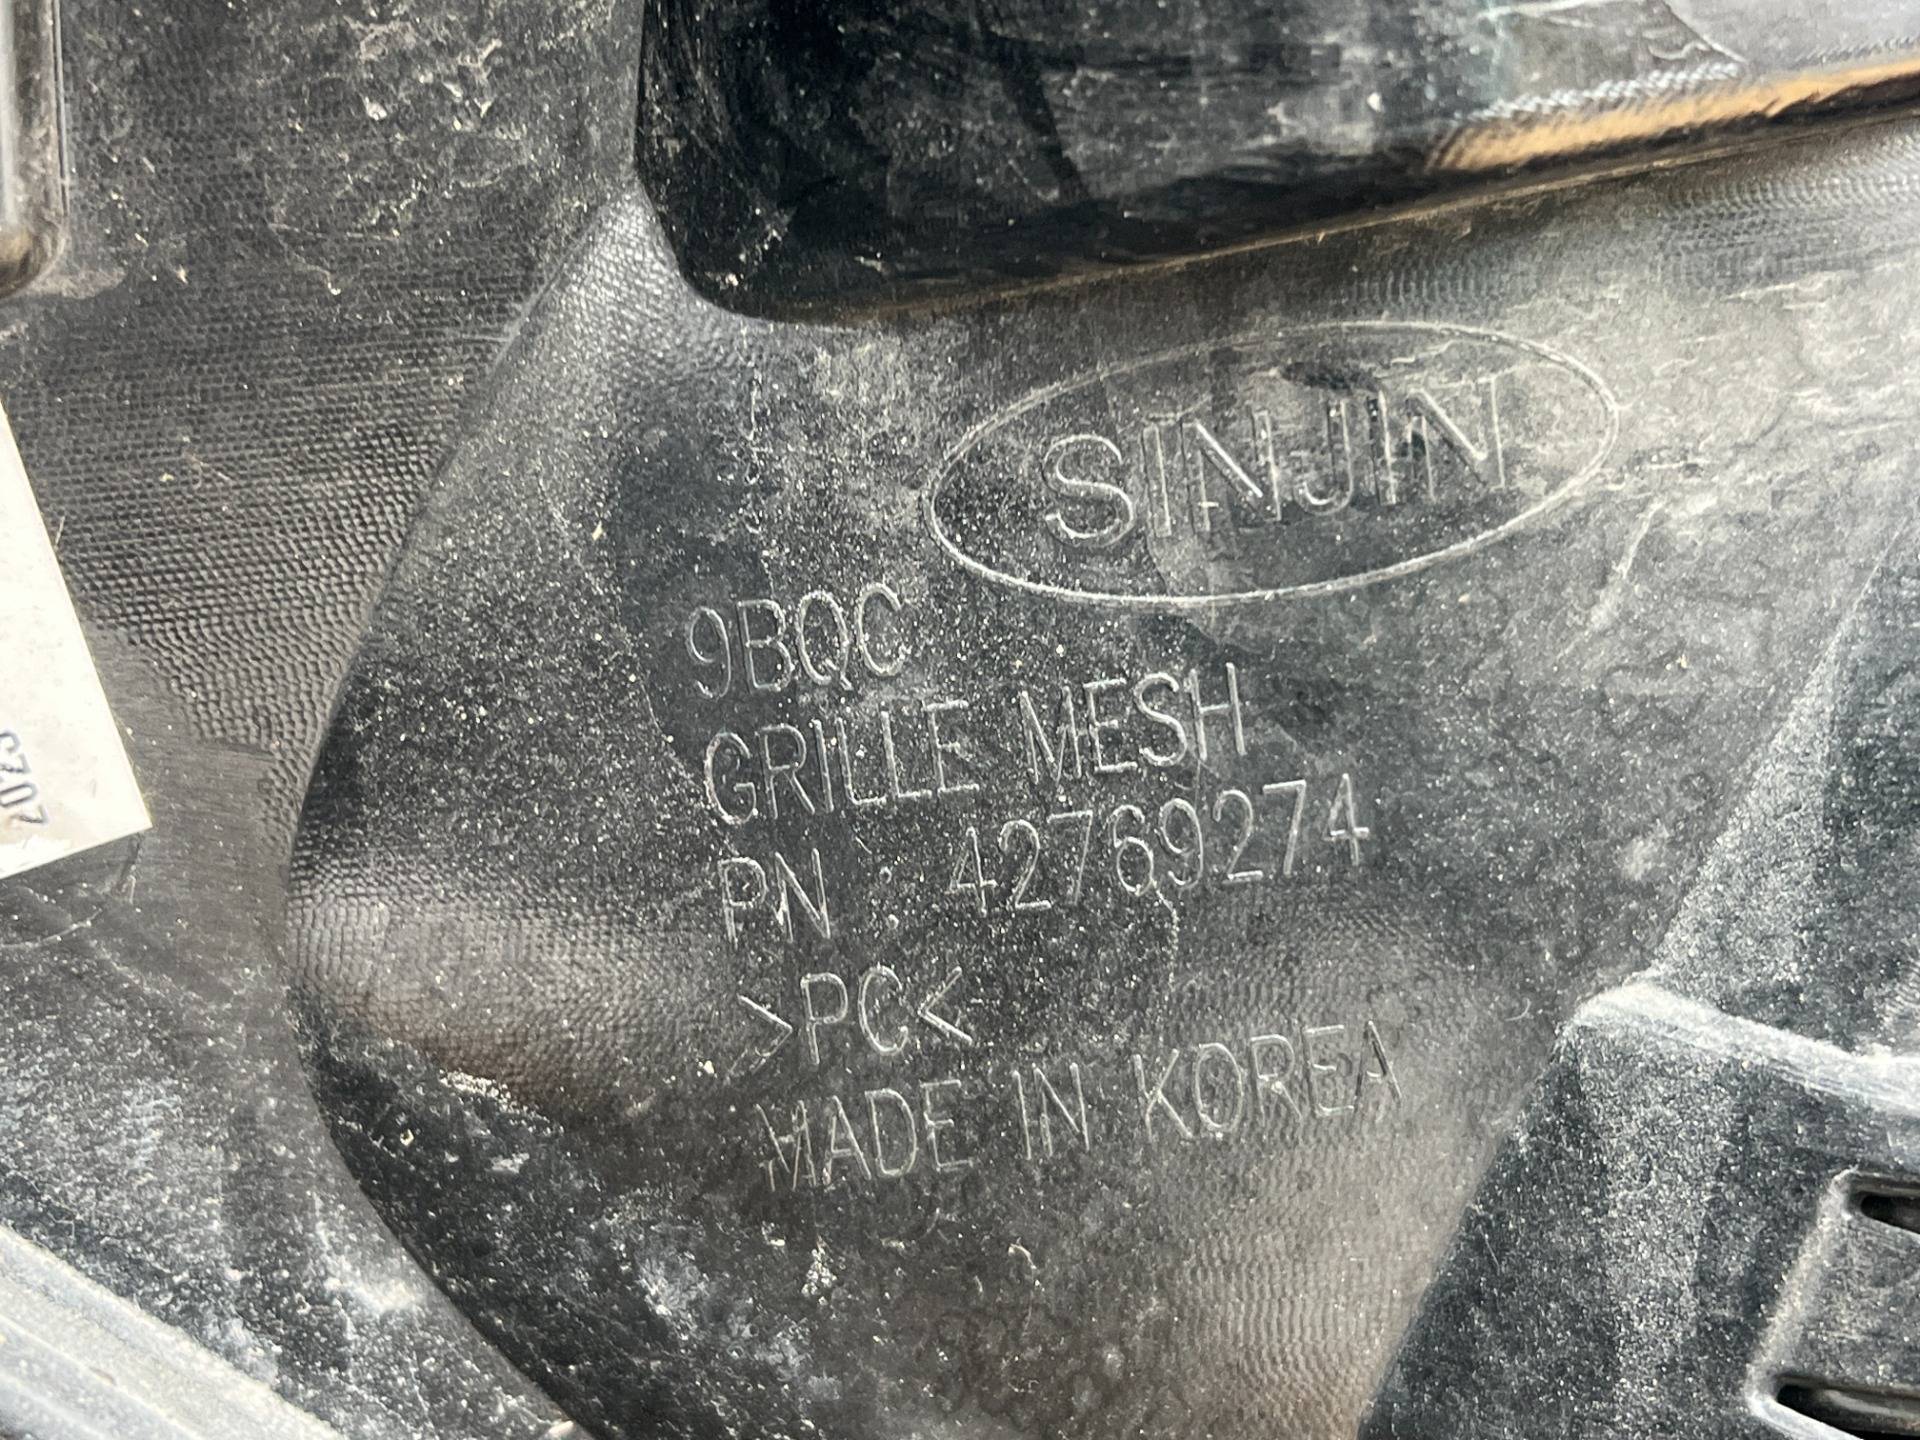 SINJIN
9BQC
GRILLE MESH
PN : 42769274
>PC<
MADE IN KOREA